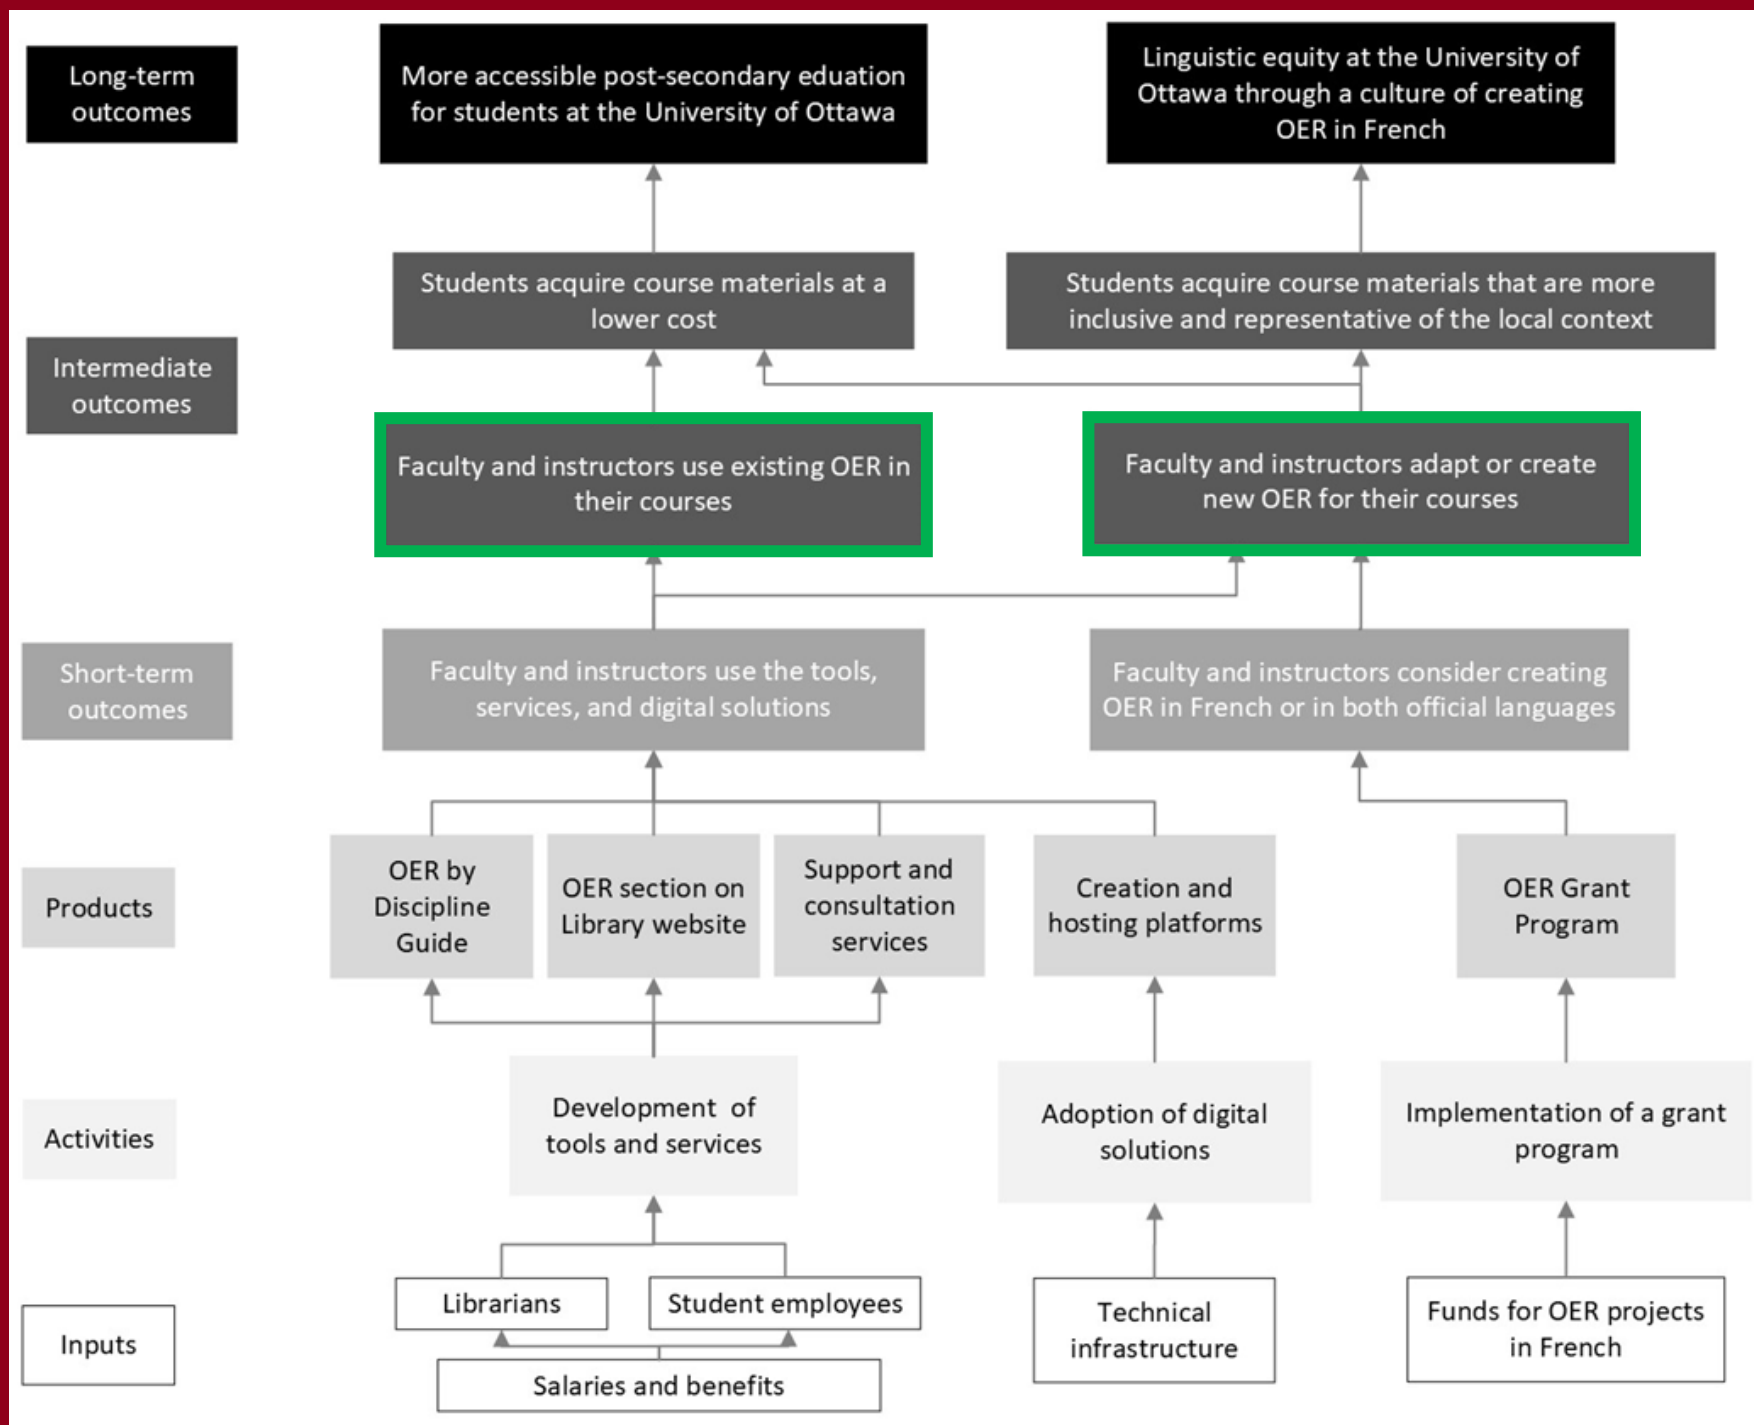 Long-term
outcomes
More accessible post-secondary eduation
for students at the University of Ottawa
Linguistic equity at the University of
Ottawa through a culture of creating
OER in French
Students acquire course materials at a
lower cost
Students acquire course materials that are more
inclusive and representative of the local context
Intermediate
outcomes
Faculty and instructors use existing OER in
their courses
Faculty and instructors adapt or create
new OER for their courses
Short-term
outcomes
Faculty and instructors use the tools,
services, and digital solutions
Faculty and instructors consider creating
OER in French or in both official languages
Products
OER by
Discipline
Guide
OER section on
Library website
Support and
consultation
services
Creation and
hosting platforms
OER Grant
Program
Activities
Development of
tools and services
Adoption of digital
solutions
Implementation of a grant
program
Inputs
Librarians
Student employees
Salaries and benefits
Technical
infrastructure
Funds for OER projects
in French